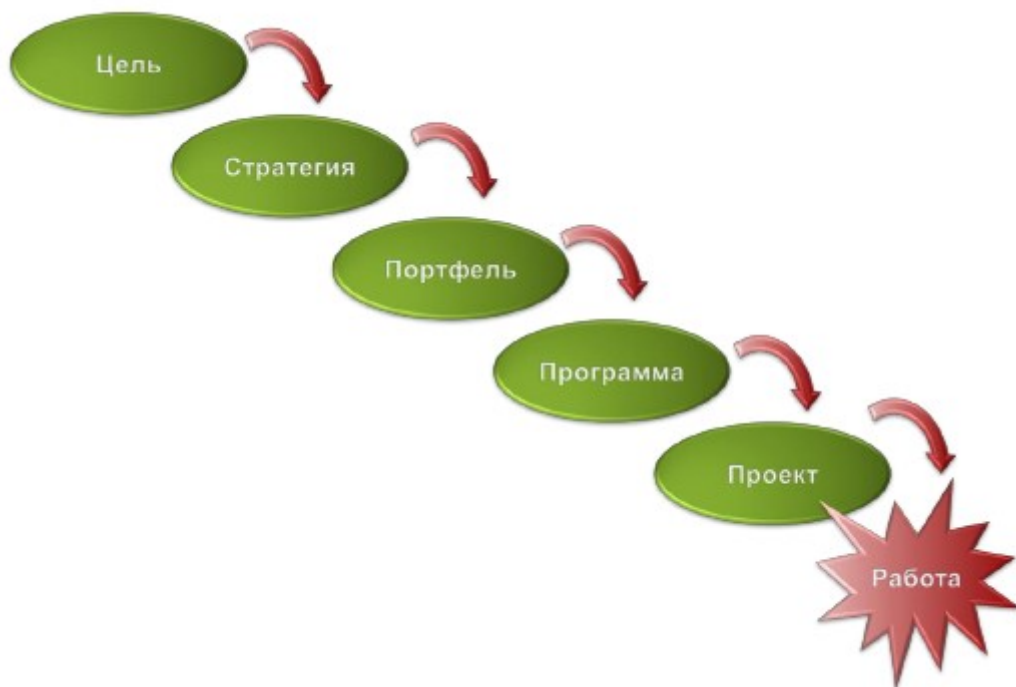 Цель
Стратегия
Портфель
Программа
Проект
Работа